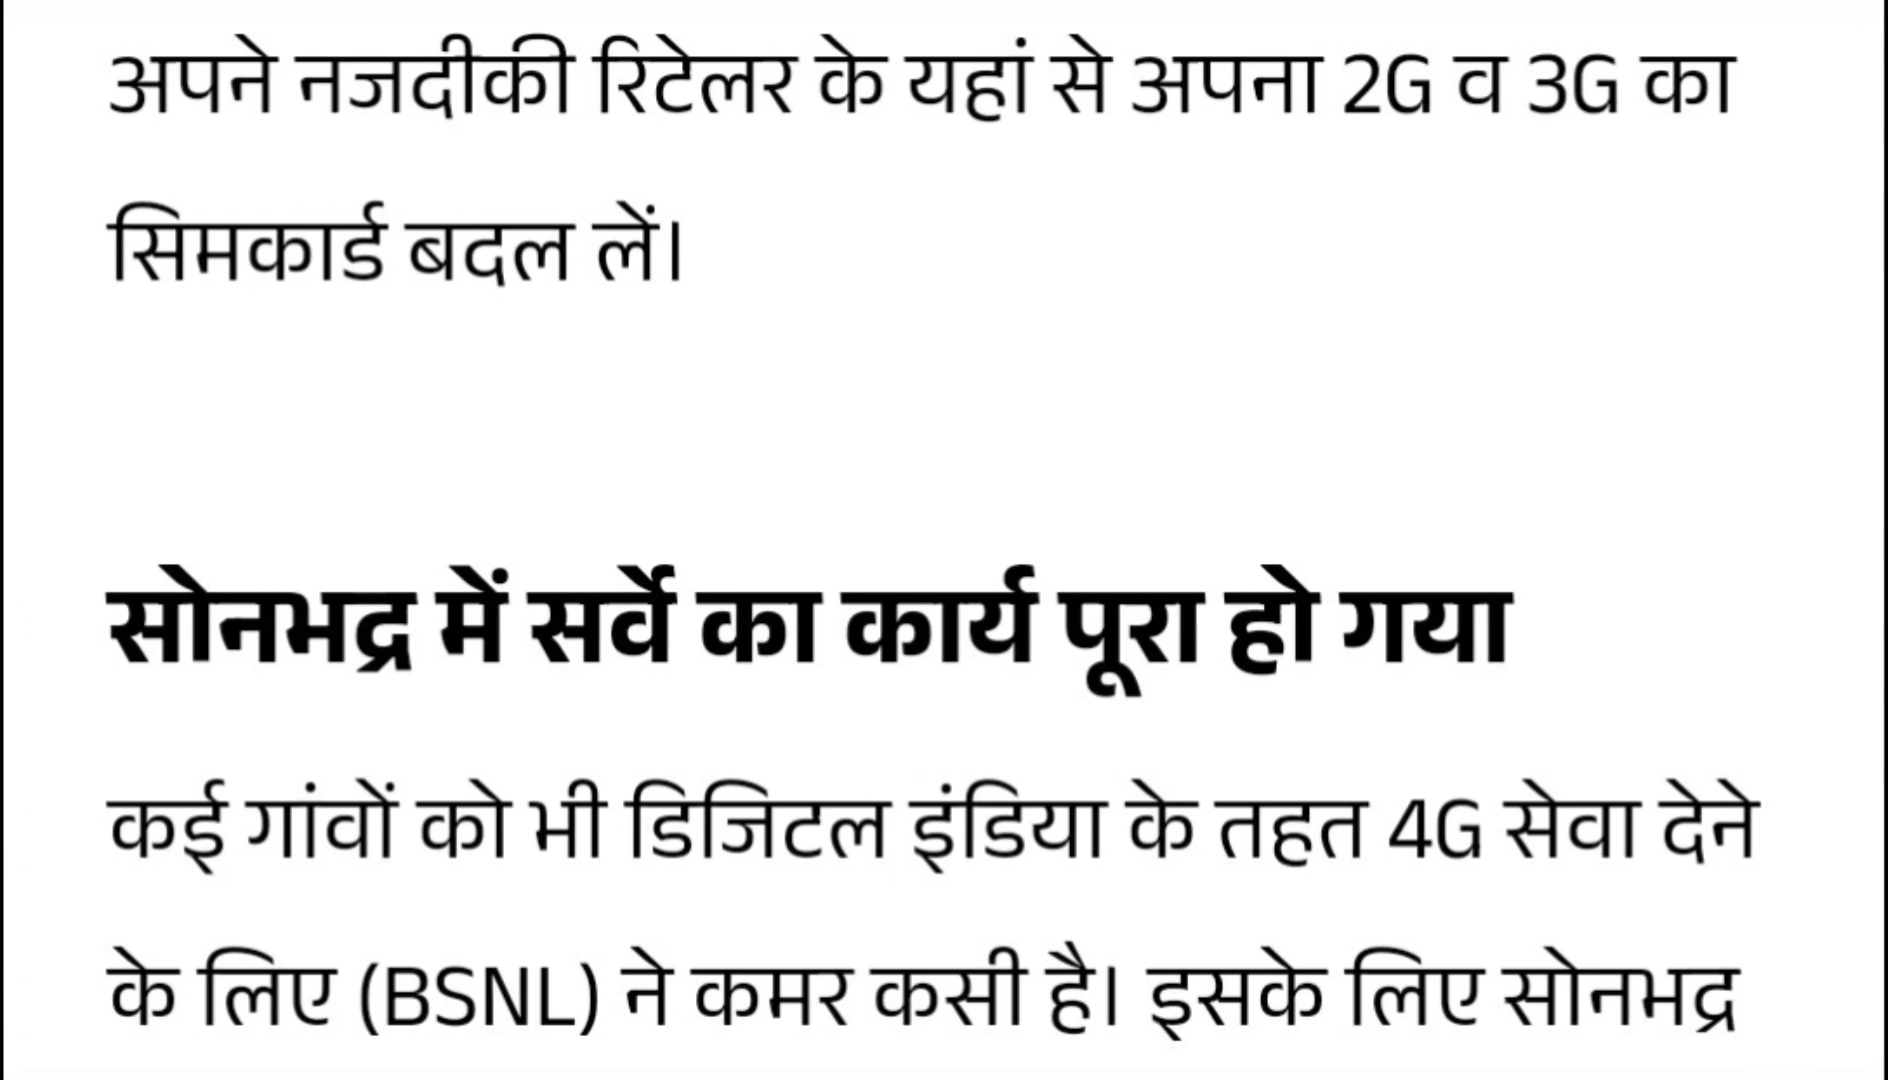 अपने नजदीकी रिटेलर के यहां से अपना 2G व 3G का
सिमकार्ड बदल लें।
सोनभद्र में सर्वे का कार्य पूरा हो गया
कई गांवों को भी डिजिटल इंडिया के तहत 4G सेवा देने
के लिए (BSNL) ने कमर कसी है। इसके लिए सोनभद्र